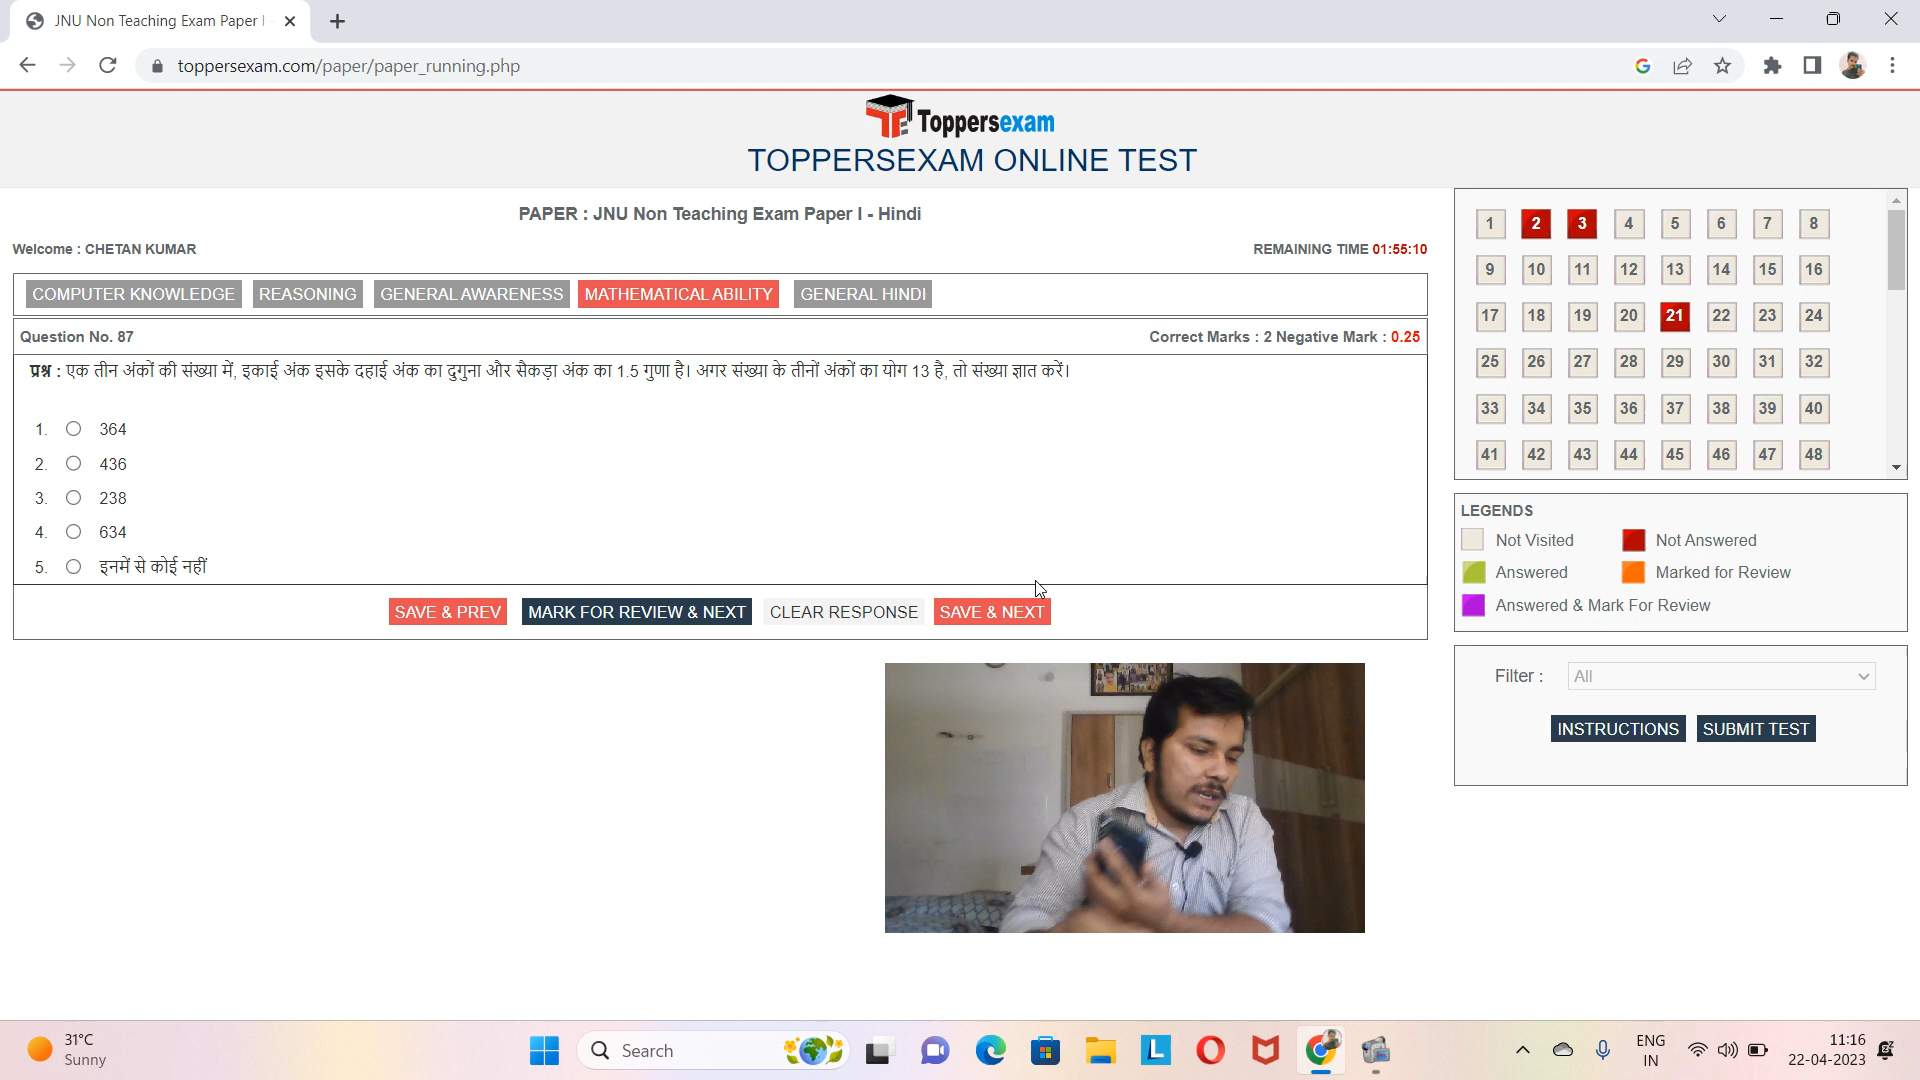 JNU Non Teaching Exam Paper I
toppersexam.com/paper/paper_running.php
Toppersexam
TOPPERSEXAM ONLINE TEST
PAPER : JNU Non Teaching Exam Paper I - Hindi
Welcome : CHETAN KUMAR
REMAINING TIME 01:55:10
COMPUTER KNOWLEDGE REASONING GENERAL AWARENESS MATHEMATICAL ABILITY GENERAL HINDI
Question No. 87
Correct Marks : 2 Negative Mark : 0.25
प्रश्न : एक तीन अंकों की संख्या में, इकाई अंक इसके दहाई अंक का दुगुना और सैकड़ा अंक का 1.5 गुणा है। अगर संख्या के तीनों अंकों का योग 13 है, तो संख्या ज्ञात करें।
1. 364
2. 436
3. 238
4. 634
5. इनमें से कोई नहीं
SAVE & PREV MARK FOR REVIEW & NEXT CLEAR RESPONSE SAVE & NEXT
1 2 3 4 5 6 7 8
9 10 11 12 13 14 15 16
17 18 19 20 21 22 23 24
25 26 27 28 29 30 31 32
33 34 35 36 37 38 39 40
41 42 43 44 45 46 47 48
LEGENDS
Not Visited Not Answered
Answered Marked for Review
Answered & Mark For Review
Filter : All
INSTRUCTIONS SUBMIT TEST
31°C
Sunny
Search
ENG
IN
11:16
22-04-2023